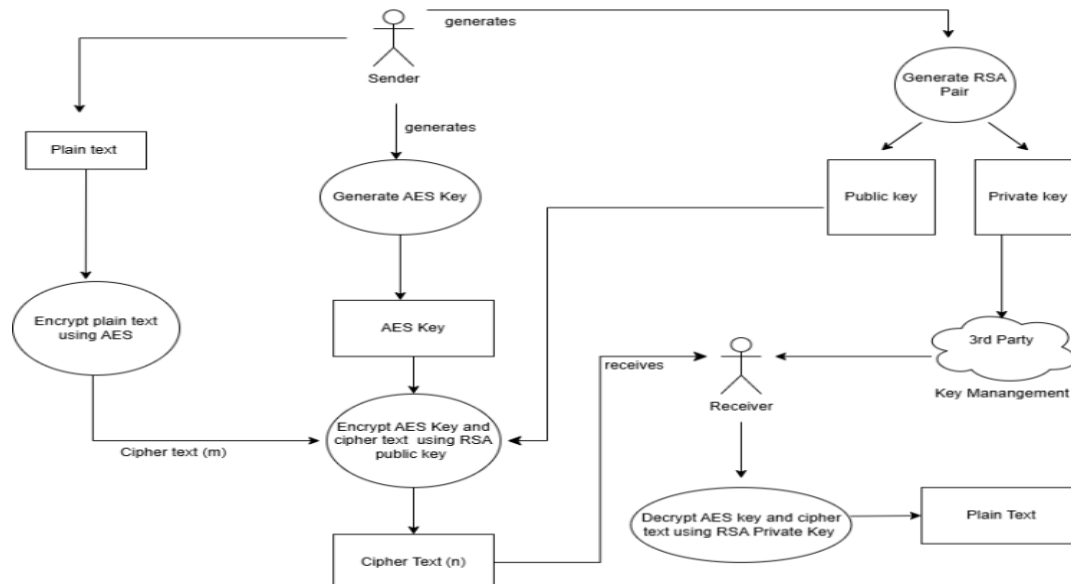 generates
Sender
Generate RSA
Pair
generates
Plain text
Generate AES Key
Public key
Private key
Encrypt plain text
using AES
AES Key
3rd Party
Key Manangement
receives
Receiver
Cipher text (m)
Encrypt AES Key and
cipher text using RSA
public key
Decrypt AES key and cipher
text using RSA Private Key
Plain Text
Cipher Text (n)